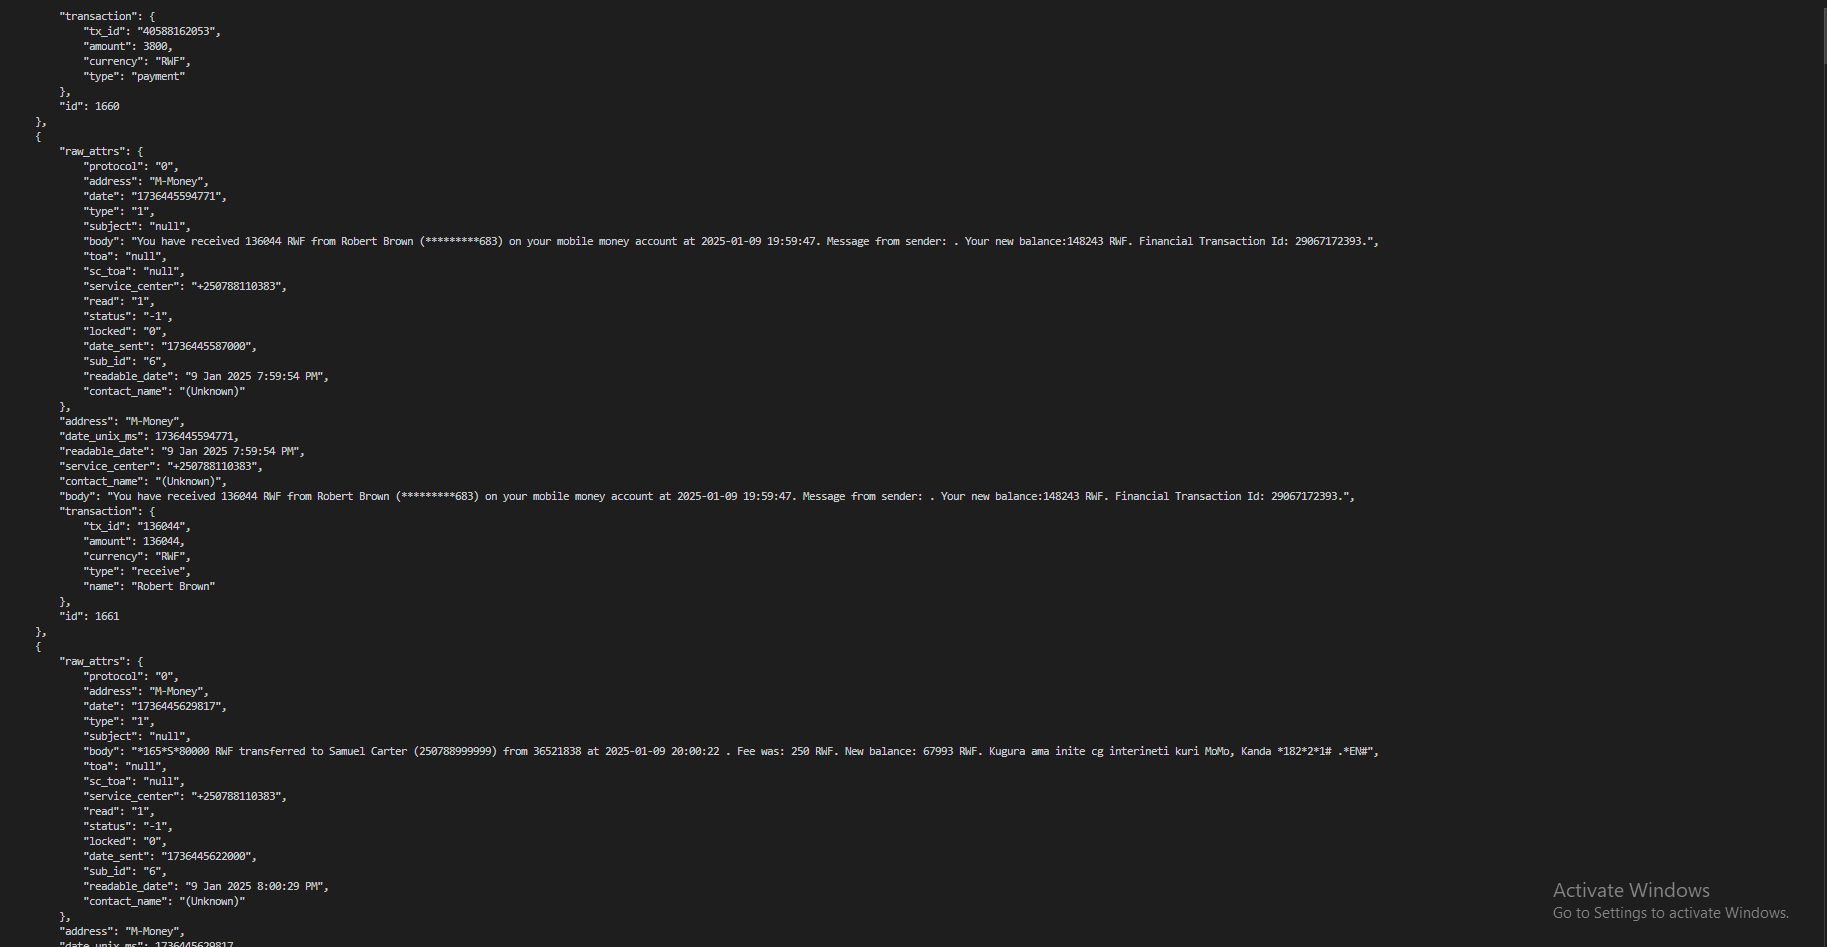 "transaction": {
"tx_id": "40588162053",
"amount": 3800,
"currency": "RWF",
"type": "payment"
},
"id": 1660
},
{
"raw_attrs": {
"protocol": "0",
"address": "M-Money",
"date": "1736445594771",
"type": "1",
"subject": "null",
"body": "You have received 136044 RWF from Robert Brown (*********683) on your mobile money account at 2025-01-09 19:59:47. Message from sender: . Your new balance:148243 RWF. Financial Transaction Id: 29067172393.",
"toa": "null",
"sc_toa": "null",
"service_center": "+250788110383",
"read": "1",
"status": "-1",
"locked": "0",
"date_sent": "1736445587000",
"sub_id": "6",
"readable_date": "9 Jan 2025 7:59:54 PM",
"contact_name": "(Unknown)"
},
"address": "M-Money",
"date_unix_ms": 1736445594771,
"readable_date": "9 Jan 2025 7:59:54 PM",
"service_center": "+250788110383",
"contact_name": "(Unknown)",
"body": "You have received 136044 RWF from Robert Brown (*********683) on your mobile money account at 2025-01-09 19:59:47. Message from sender: . Your new balance:148243 RWF. Financial Transaction Id: 29067172393.",
"transaction": {
"tx_id": "136044",
"amount": 136044,
"currency": "RWF",
"type": "receive",
"name": "Robert Brown"
},
"id": 1661
},
{
"raw_attrs": {
"protocol": "0",
"address": "M-Money",
"date": "1736445629817",
"type": "1",
"subject": "null",
"body": "*165*S*80000 RWF transferred to Samuel Carter (250788999999) from 36521838 at 2025-01-09 20:00:22 . Fee was: 250 RWF. New balance: 67993 RWF. Kugura ama inite cg interineti kuri MoMo, Kanda *182*2*1# .*EN#",
"toa": "null",
"sc_toa": "null",
"service_center": "+250788110383",
"read": "1",
"status": "-1",
"locked": "0",
"date_sent": "1736445622000",
"sub_id": "6",
"readable_date": "9 Jan 2025 8:00:29 PM",
"contact_name": "(Unknown)"
},
"address": "M-Money",
"date_unix_ms": 1736445629817
Activate Windows
Go to Settings to activate Windows.